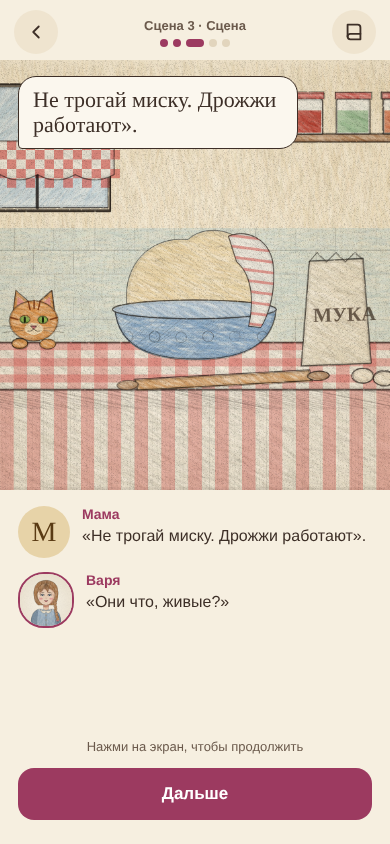 Сцена 3 · Сцена
Не трогай миску. Дрожжи
работают».
МУКА
М
Мама
«Не трогай миску. Дрожжи работают».
Варя
«Они что, живые?»
Нажми на экран, чтобы продолжить
Дальше